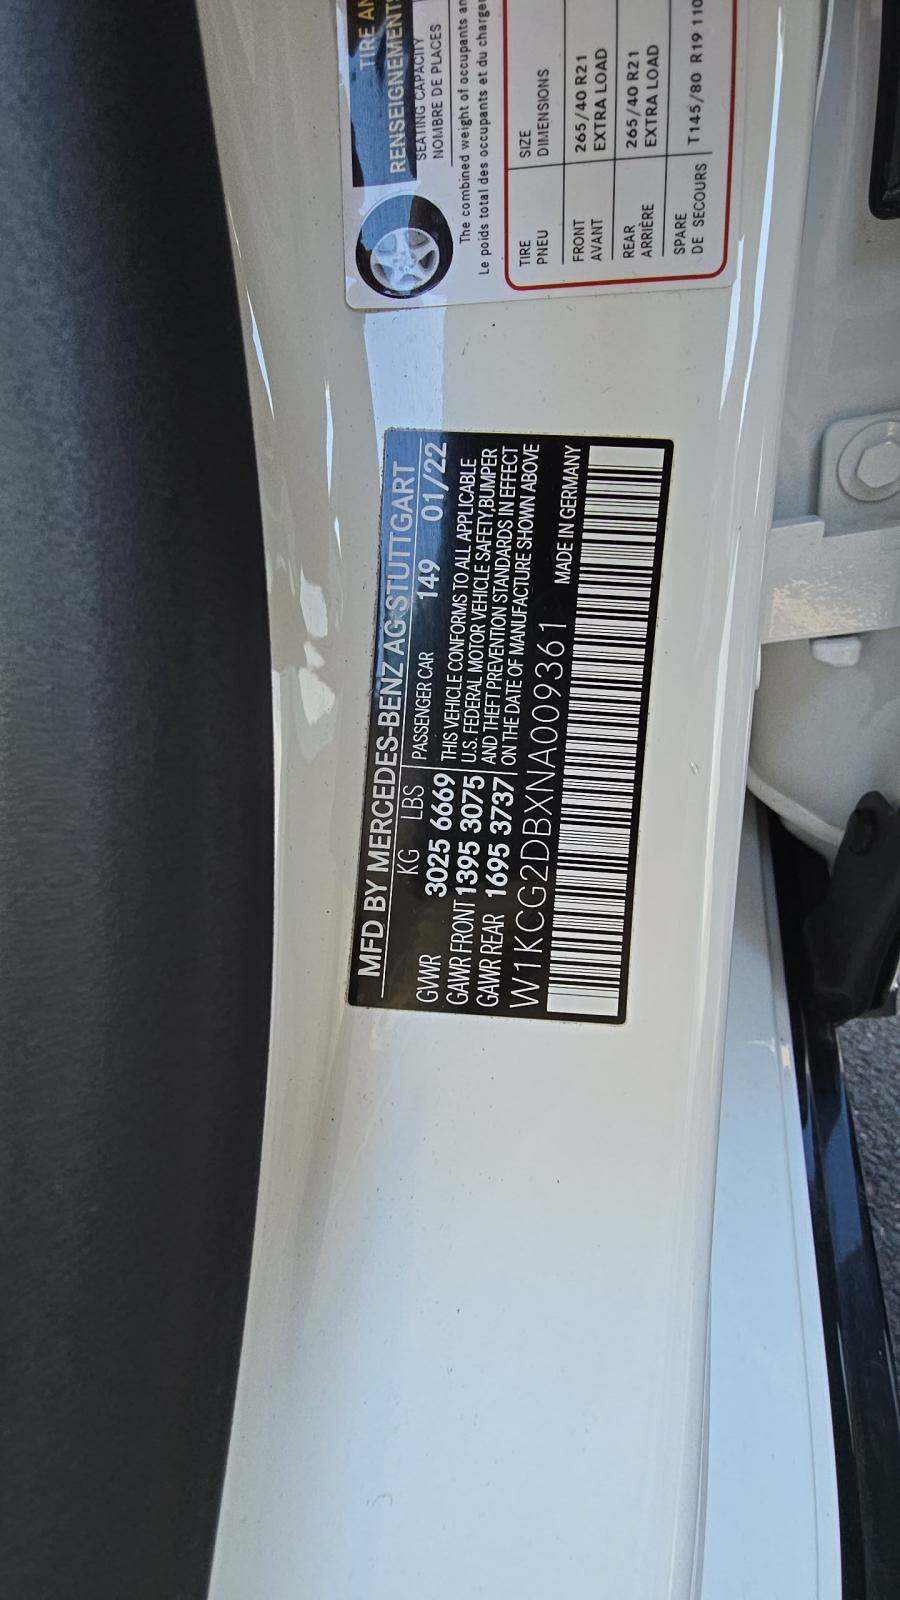 TIRE AN
RENSEIGNEMENTS
SEATING CAPACITY
NOMBRE DE PLACES
The combined weight of occupants an
Le poids total des occupants et du charger
TIRE SIZE
PNEU DIMENSIONS
FRONT 265/40 R21
AVANT EXTRA LOAD
REAR 265/40 R21
ARRIÈRE EXTRA LOAD
SPARE T145/80 R19 110
DE SECOURS
MFD BY MERCEDES-BENZ AG STUTTGART
KG LBS PASSENGER CAR 149 01/22
GVWR 3025 6669
GAWR FRONT 1395 3075
GAWR REAR 1695 3737
THIS VEHICLE CONFORMS TO ALL APPLICABLE
U.S. FEDERAL MOTOR VEHICLE SAFETY,BUMPER
AND THEFT PREVENTION STANDARDS IN EFFECT
ON THE DATE OF MANUFACTURE SHOWN ABOVE
W1KCG2DBXNA009361 MADE IN GERMANY